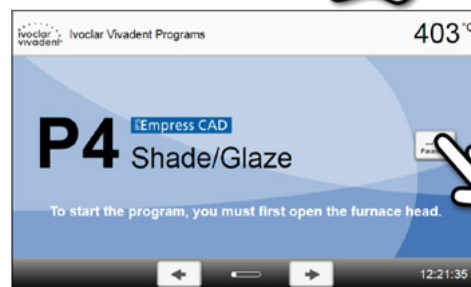 ivoclar vivadent Ivoclar Vivadent Programs 403 °C
P4 Empress CAD
Shade/Glaze
To start the program, you must first open the furnace head.
12:21:35